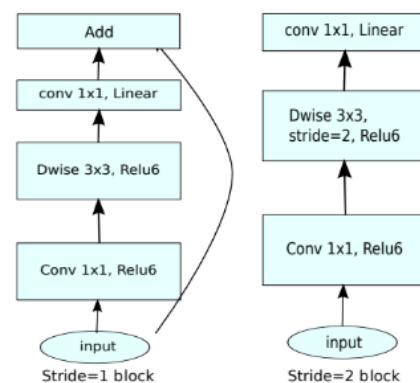 Add
conv 1x1, Linear
Dwise 3x3, Relu6
Conv 1x1, Relu6
input
Stride=1 block
conv 1x1, Linear
Dwise 3x3,
stride=2, Relu6
Conv 1x1, Relu6
input
Stride=2 block